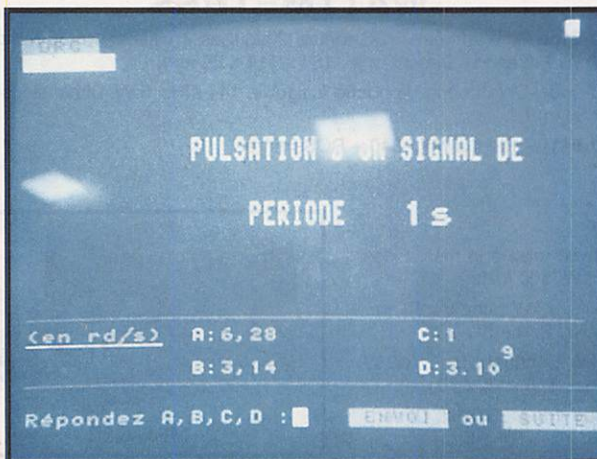 PULSATION SIGNAL DE
PERIODE 1 s
(en rd/s) A: 6,28 C: 1
B: 3,14 D: 3.10⁹
Répondez A,B,C,D : ENVOI ou SUITE